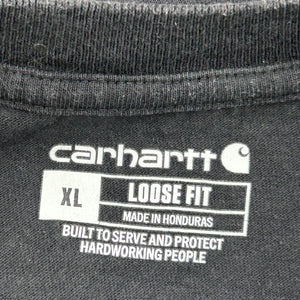 carhartt
XL LOOSE FIT
MADE IN HONDURAS
BUILT TO SERVE AND PROTECT
HARDWORKING PEOPLE